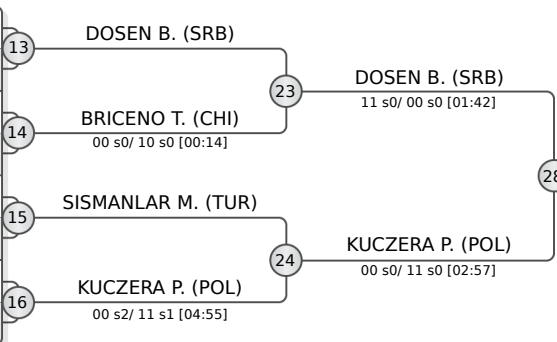 DOSEN B. (SRB)
13
23
DOSEN B. (SRB)
11 s0/ 00 s0 [01:42]
BRICENO T. (CHI)
14
00 s0/ 10 s0 [00:14]
28
SISMANLAR M. (TUR)
15
24
KUCZERA P. (POL)
00 s0/ 11 s0 [02:57]
KUCZERA P. (POL)
16
00 s2/ 11 s1 [04:55]